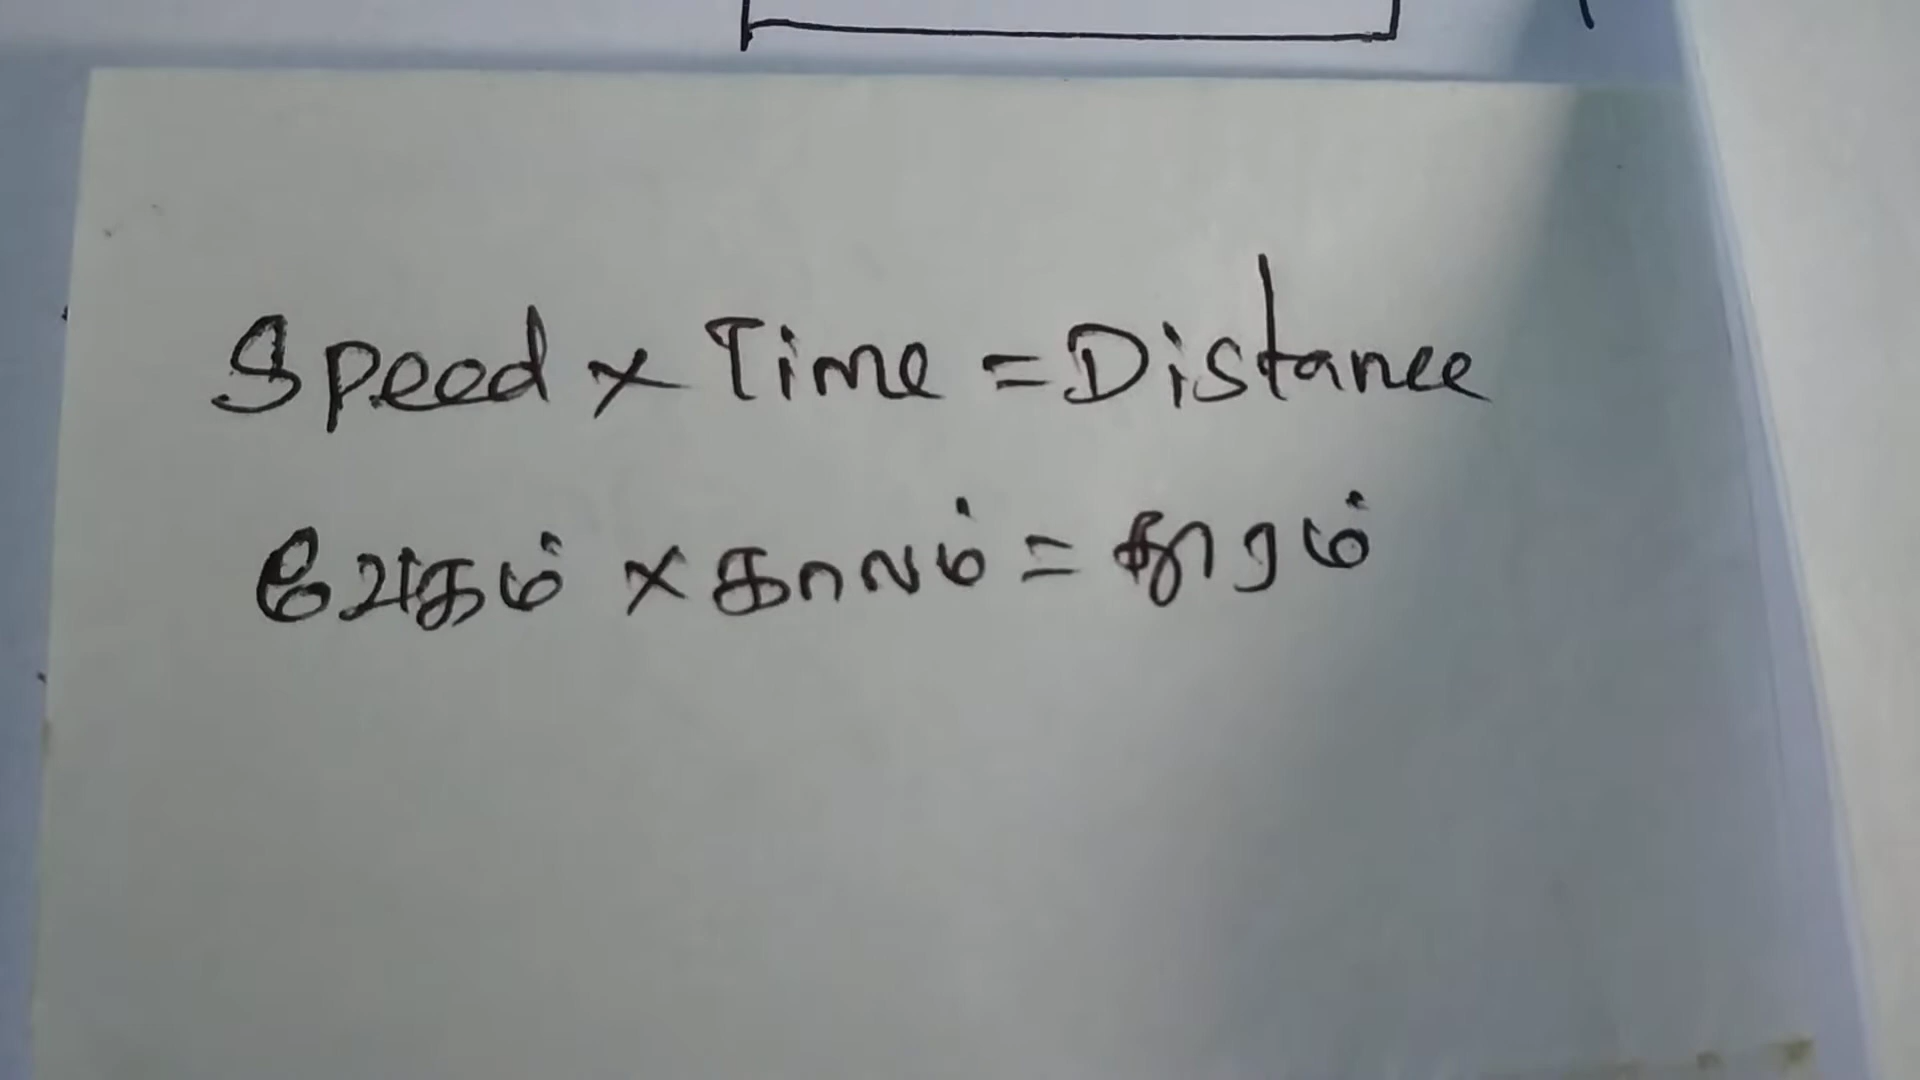 Speed × Time = Distance
வேகம் × காலம் = தூரம்